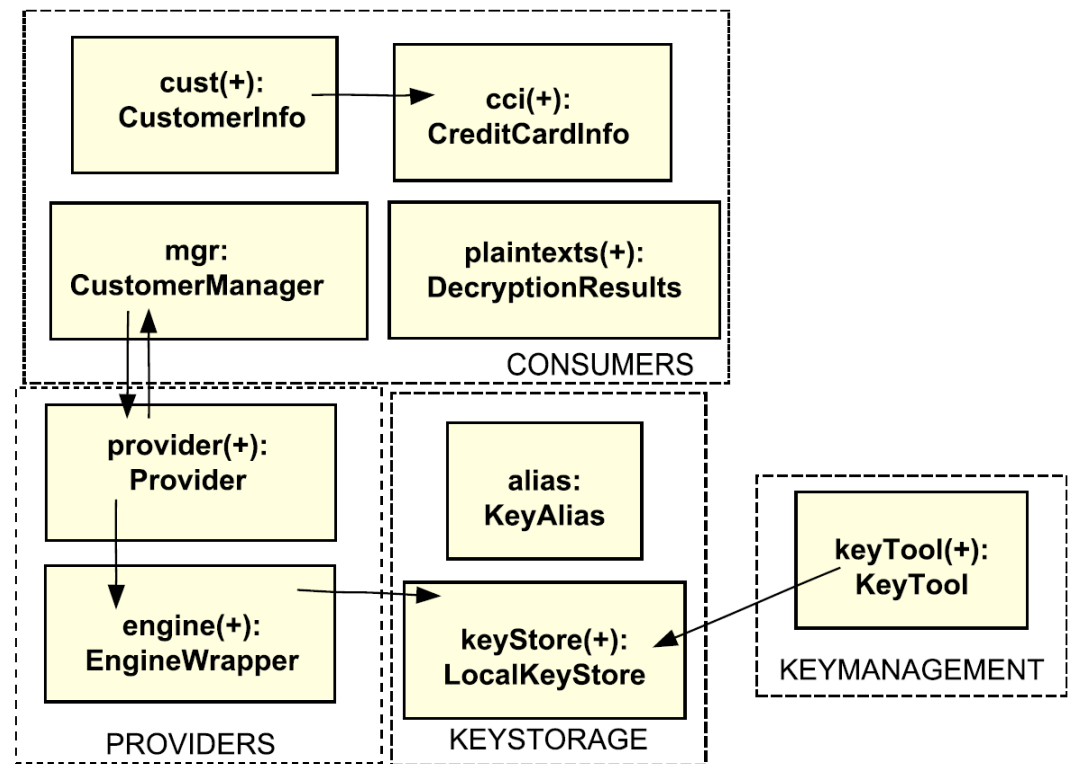 cust(+):
CustomerInfo
cci(+):
CreditCardInfo
mgr:
CustomerManager
plaintexts(+):
DecryptionResults
CONSUMERS
provider(+):
Provider
engine(+):
EngineWrapper
PROVIDERS
alias:
KeyAlias
keyStore(+):
LocalKeyStore
KEYSTORAGE
keyTool(+):
KeyTool
KEYMANAGEMENT